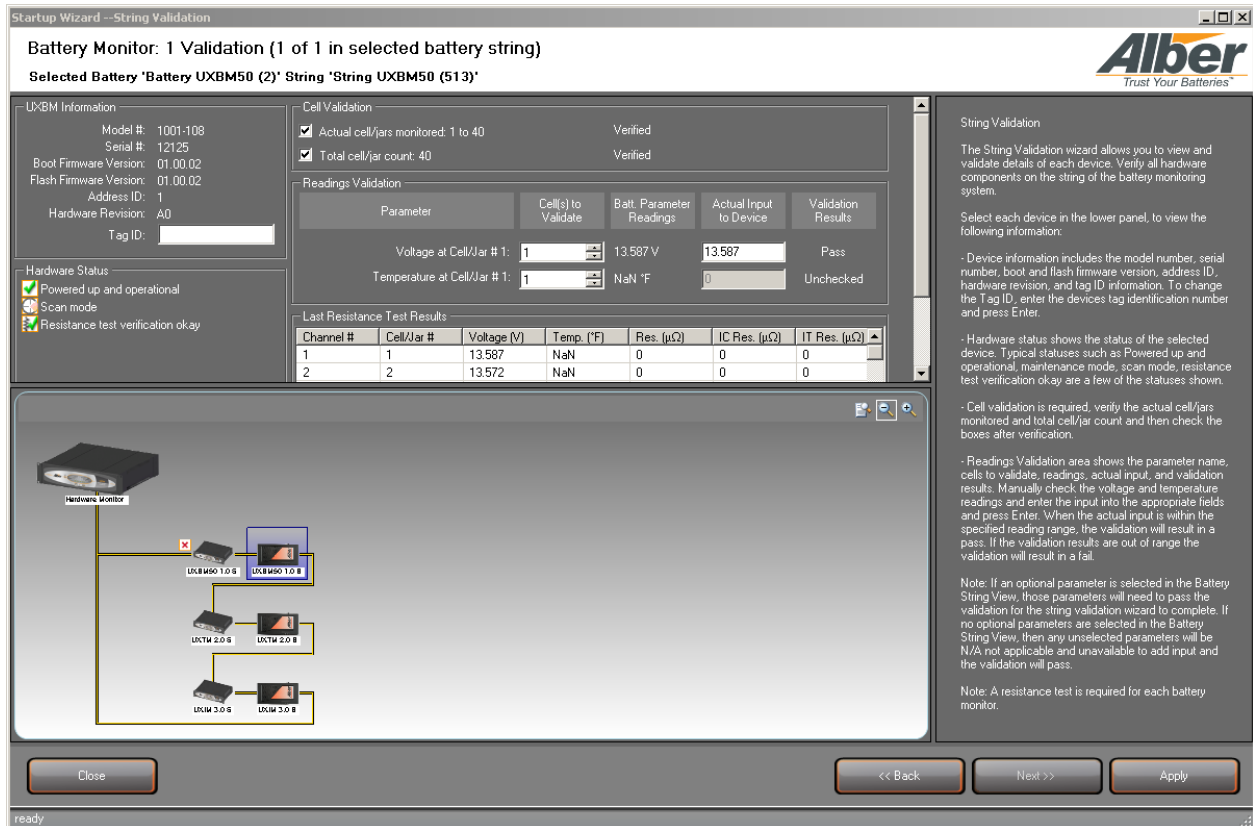 Startup Wizard --String Validation
Battery Monitor: 1 Validation (1 of 1 in selected battery string)
Selected Battery 'Battery UXBM50 (2)' String 'String UXBM50 (513)'
Alber
Trust Your Batteries™
UXBM Information
Model #: 1001-108
Serial #: 12125
Boot Firmware Version: 01.00.02
Flash Firmware Version: 01.00.02
Address ID: 1
Hardware Revision: A0
Tag ID:
Hardware Status
Powered up and operational
Scan mode
Resistance test verification okay
Cell Validation
Actual cell/jars monitored: 1 to 40 Verified
Total cell/jar count: 40 Verified
Readings Validation
Parameter Cell(s) to Validate Batt. Parameter Readings Actual Input to Device Validation Results
Voltage at Cell/Jar # 1: 1 13.587 V 13.587 Pass
Temperature at Cell/Jar # 1: 1 NaN °F 0 Unchecked
Last Resistance Test Results
Channel # Cell/Jar # Voltage (V) Temp. (°F) Res. (µΩ) IC Res. (µΩ) IT Res. (µΩ)
1 1 13.587 NaN 0 0 0
2 2 13.572 NaN 0 0 0
Hardware Monitor
UXBM50 1.0 S UXBM50 1.0 B
UXTM 2.0 S UXTM 2.0 B
UXIM 3.0 S UXIM 3.0 B
String Validation
The String Validation wizard allows you to view and
validate details of each device. Verify all hardware
components on the string of the battery monitoring
system.
Select each device in the lower panel, to view the
following information:
- Device information includes the model number, serial
number, boot and flash firmware version, address ID,
hardware revision, and tag ID information. To change
the Tag ID, enter the devices tag identification number
and press Enter.
- Hardware status shows the status of the selected
device. Typical statuses such as Powered up and
operational, maintenance mode, scan mode, resistance
test verification okay are a few of the statuses shown.
- Cell validation is required, verify the actual cell/jars
monitored and total cell/jar count and then check the
boxes after verification.
- Readings Validation area shows the parameter name,
cells to validate, readings, actual input, and validation
results. Manually check the voltage and temperature
readings and enter the input into the appropriate fields
and press Enter. When the actual input is within the
specified reading range, the validation will result in a
pass. If the validation results are out of range the
validation will result in a fail.
Note: If an optional parameter is selected in the Battery
String View, those parameters will need to pass the
validation for the string validation wizard to complete. If
no optional parameters are selected in the Battery
String View, then any unselected parameters will be
N/A not applicable and unavailable to add input and
the validation will pass.
Note: A resistance test is required for each battery
monitor.
Close
<< Back
Next >>
Apply
ready